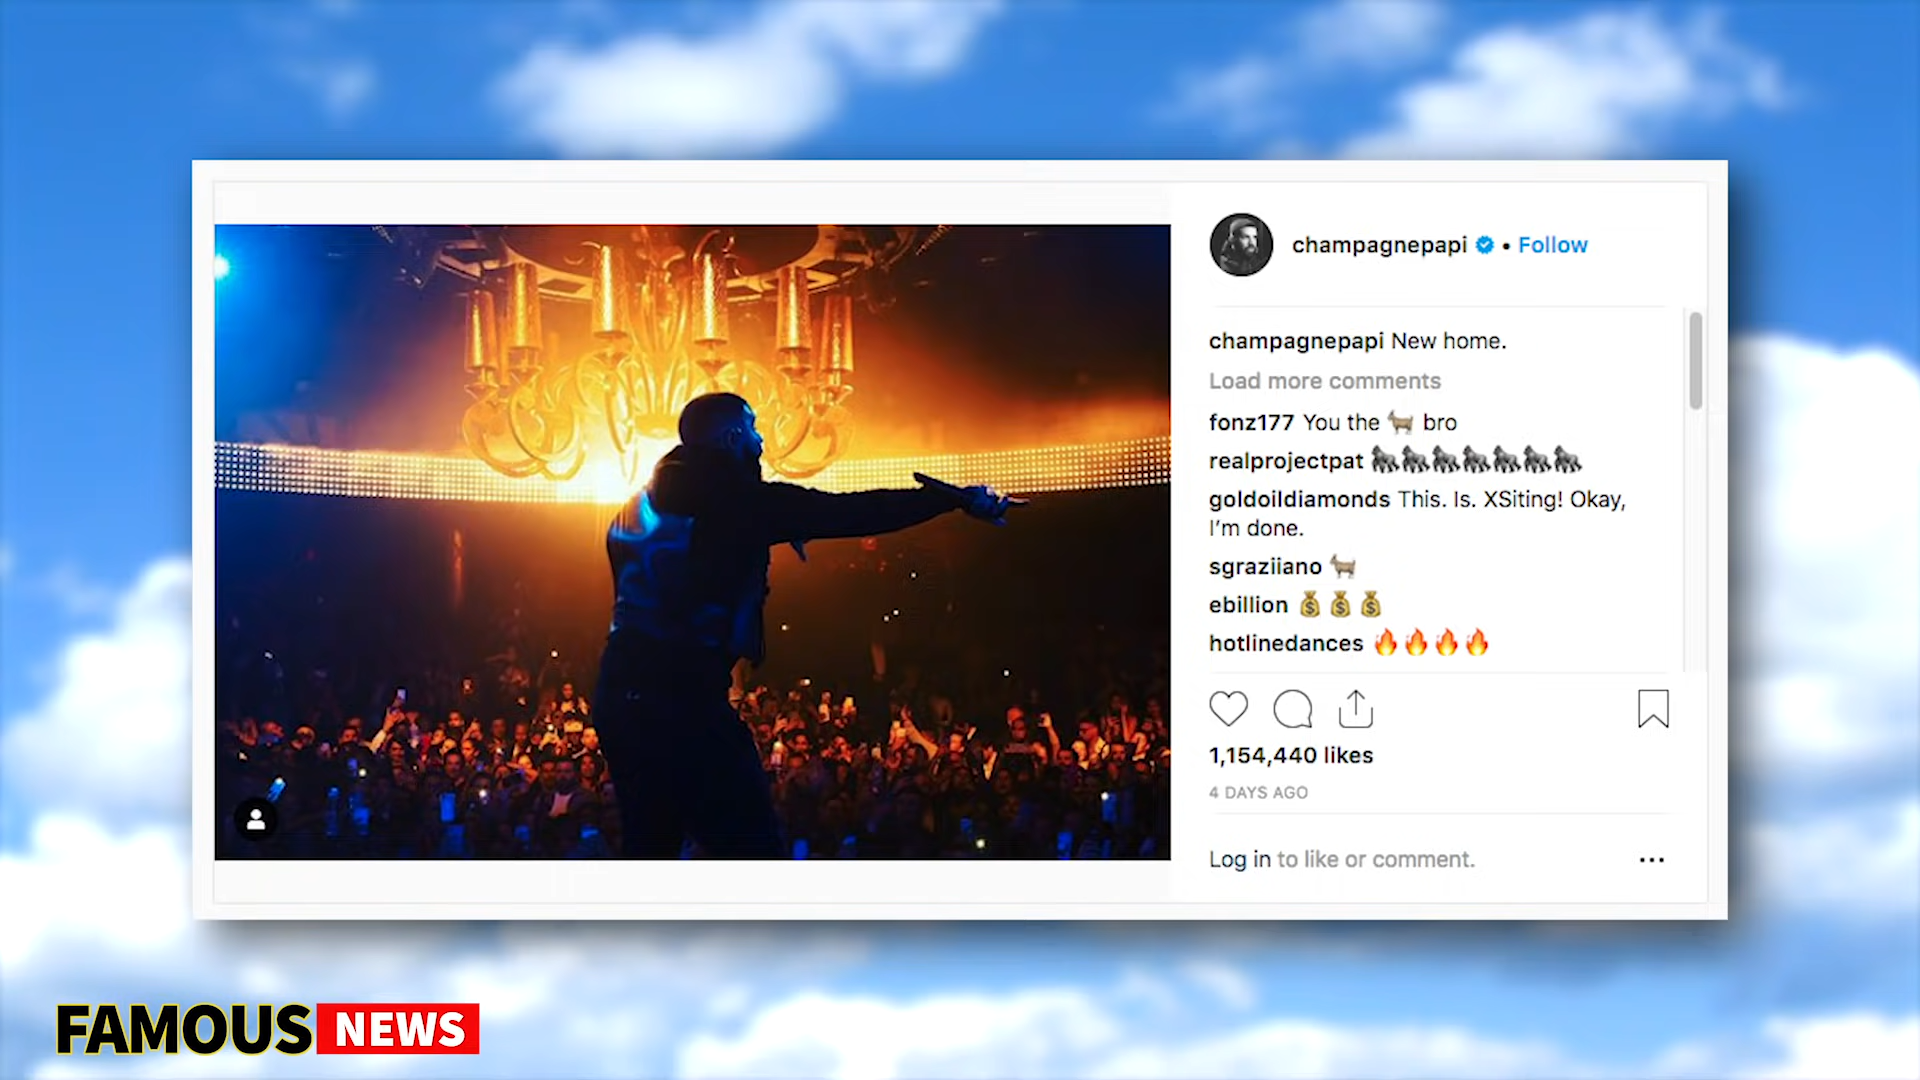 champagnepapi • Follow
champagnepapi New home.
Load more comments
fonz177 You the 🐐 bro
realprojectpat 🦍🦍🦍🦍🦍🦍🦍
goldoildiamonds This. Is. XSiting! Okay,
I'm done.
sgraziiano 🐐
ebillion 💰💰💰
hotlinedances 🔥🔥🔥🔥
1,154,440 likes
4 DAYS AGO
Log in to like or comment.
FAMOUS NEWS